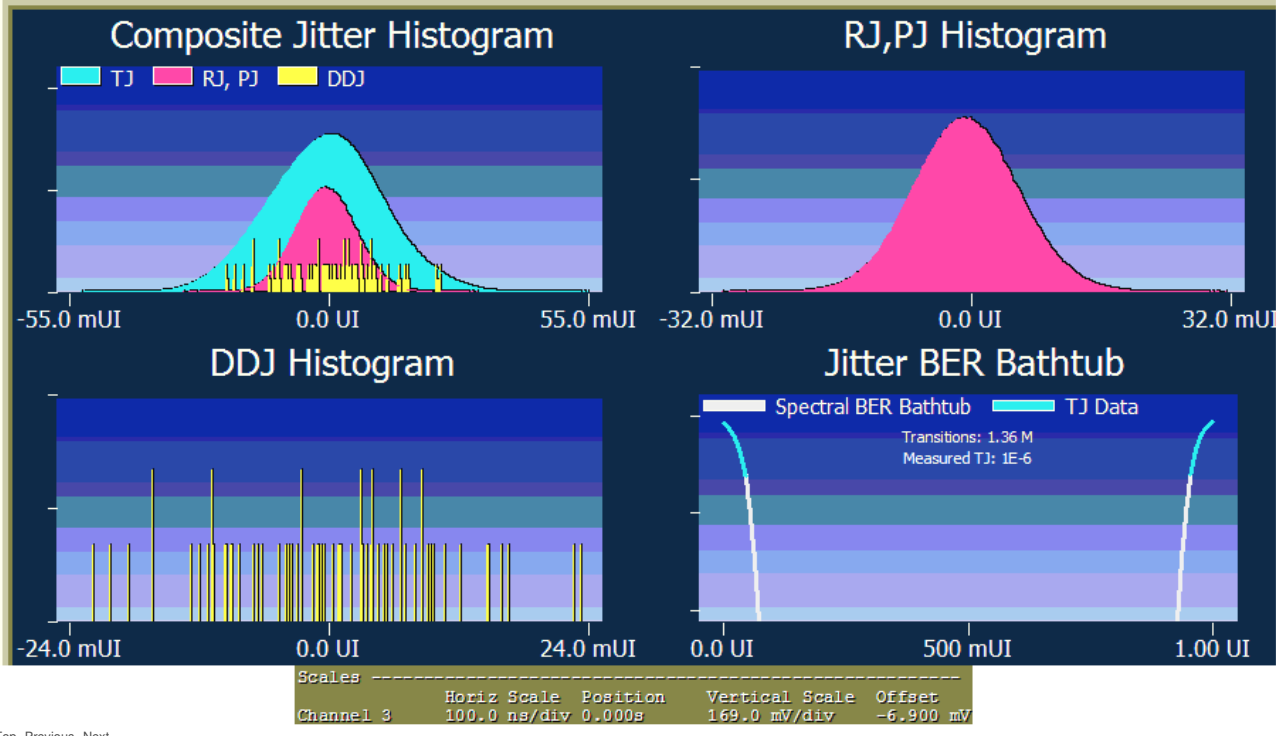 Composite Jitter Histogram
TJ RJ, PJ DDJ
-55.0 mUI 0.0 UI 55.0 mUI
RJ,PJ Histogram
-32.0 mUI 0.0 UI 32.0 mUI
DDJ Histogram
-24.0 mUI 0.0 UI 24.0 mUI
Jitter BER Bathtub
Spectral BER Bathtub TJ Data
Transitions: 1.36 M
Measured TJ: 1E-6
0.0 UI 500 mUI 1.00 UI
Scales
Horiz Scale Position Vertical Scale Offset
Channel 3 100.0 ns/div 0.000s 169.0 mV/div -6.900 mV
Top Previous Next